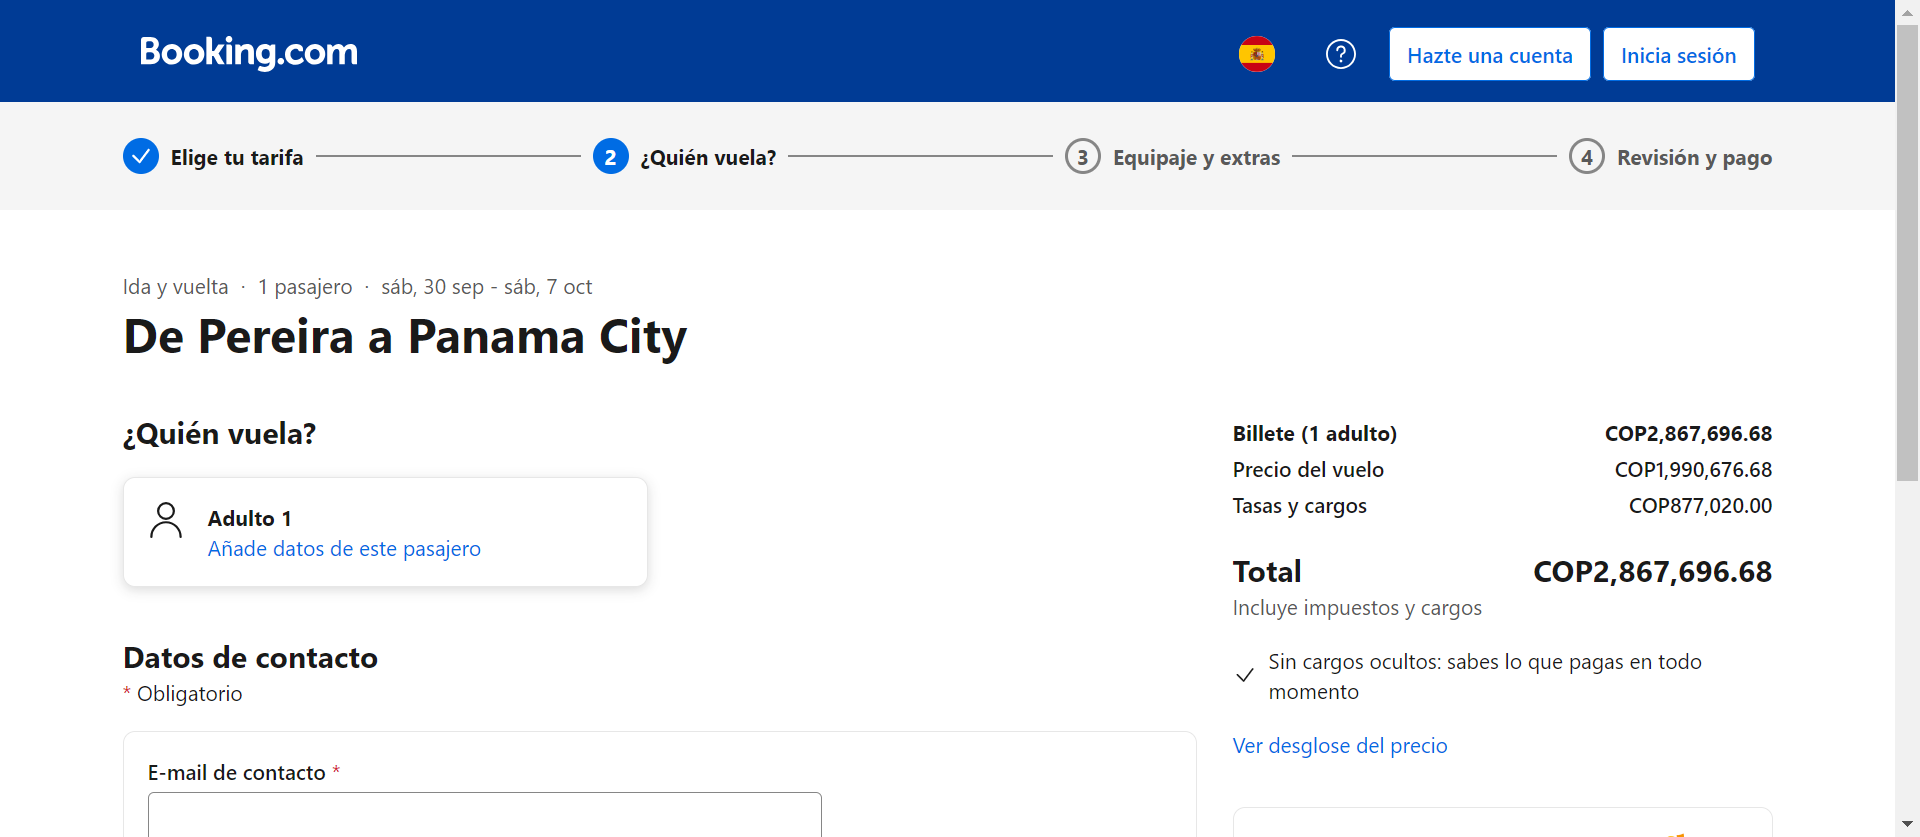 Booking.com
Hazte una cuenta
Inicia sesión
Elige tu tarifa
2 ¿Quién vuela?
3 Equipaje y extras
4 Revisión y pago
Ida y vuelta · 1 pasajero · sáb, 30 sep - sáb, 7 oct
De Pereira a Panama City
¿Quién vuela?
Adulto 1
Añade datos de este pasajero
Datos de contacto
* Obligatorio
E-mail de contacto *
Billete (1 adulto) COP2,867,696.68
Precio del vuelo COP1,990,676.68
Tasas y cargos COP877,020.00
Total COP2,867,696.68
Incluye impuestos y cargos
Sin cargos ocultos: sabes lo que pagas en todo
momento
Ver desglose del precio